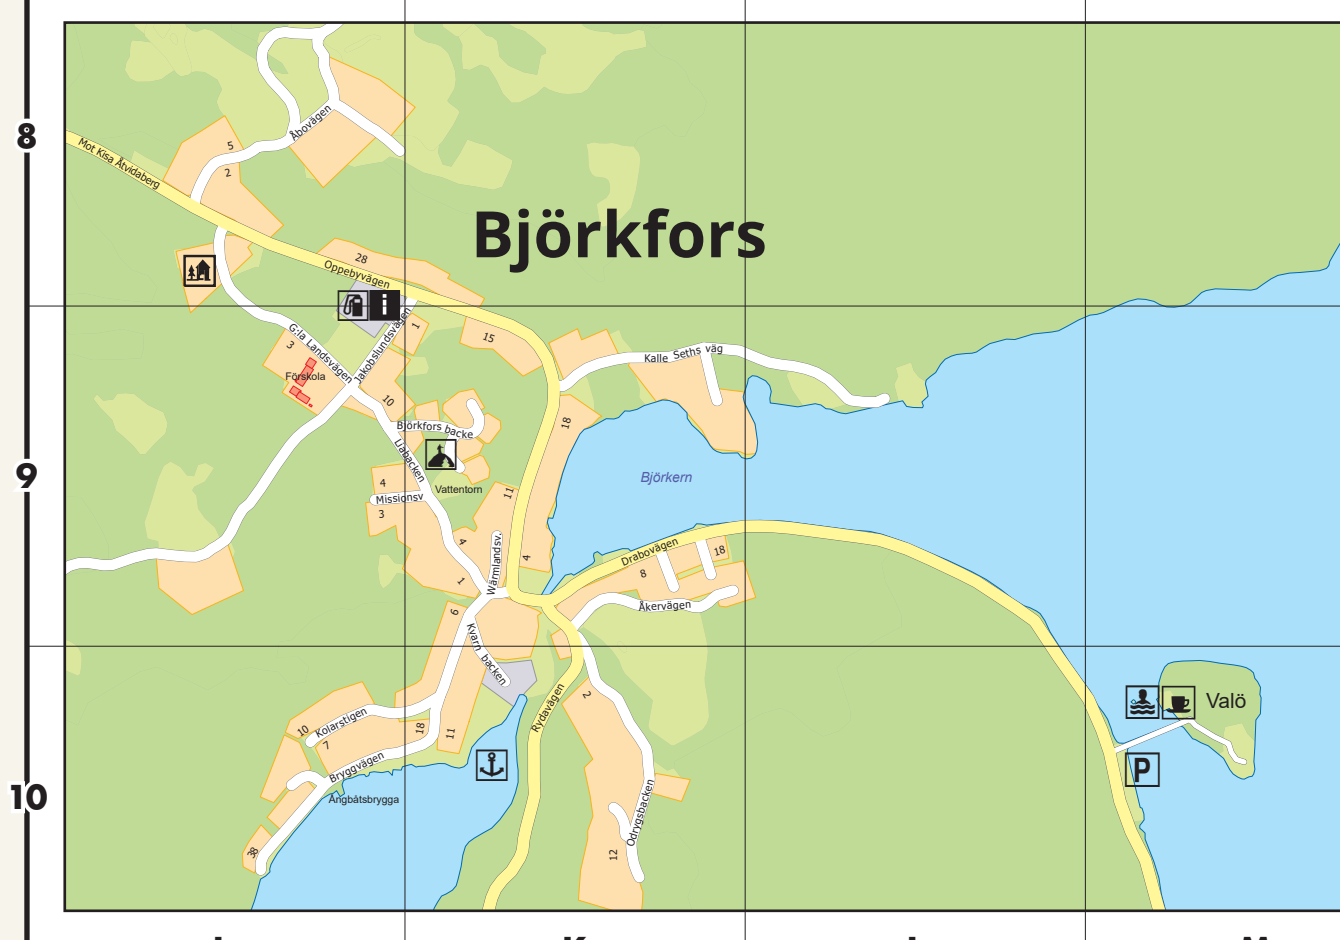 8
Åbovägen
5
2
Mot Kisa Åtvidaberg
Björkfors
28
Oppebyvägen
i
1
15
G:la Landsvägen
Jakobslundsvägen
3
Förskola
10
Kalle Seths väg
18
Björkfors backe
Liabacken
9
4
Missionsv
3
Vattentorn
11
Björkern
4
4
Wärmlandsv.
1
Drabovägen
8
18
Åkervägen
6
Kvarn backen
2
Rydavägen
Valö
Kolarstigen
10
7
18
11
Bryggvägen
P
10
Ångbåtsbrygga
Odrygsbacken
38
12
K
M